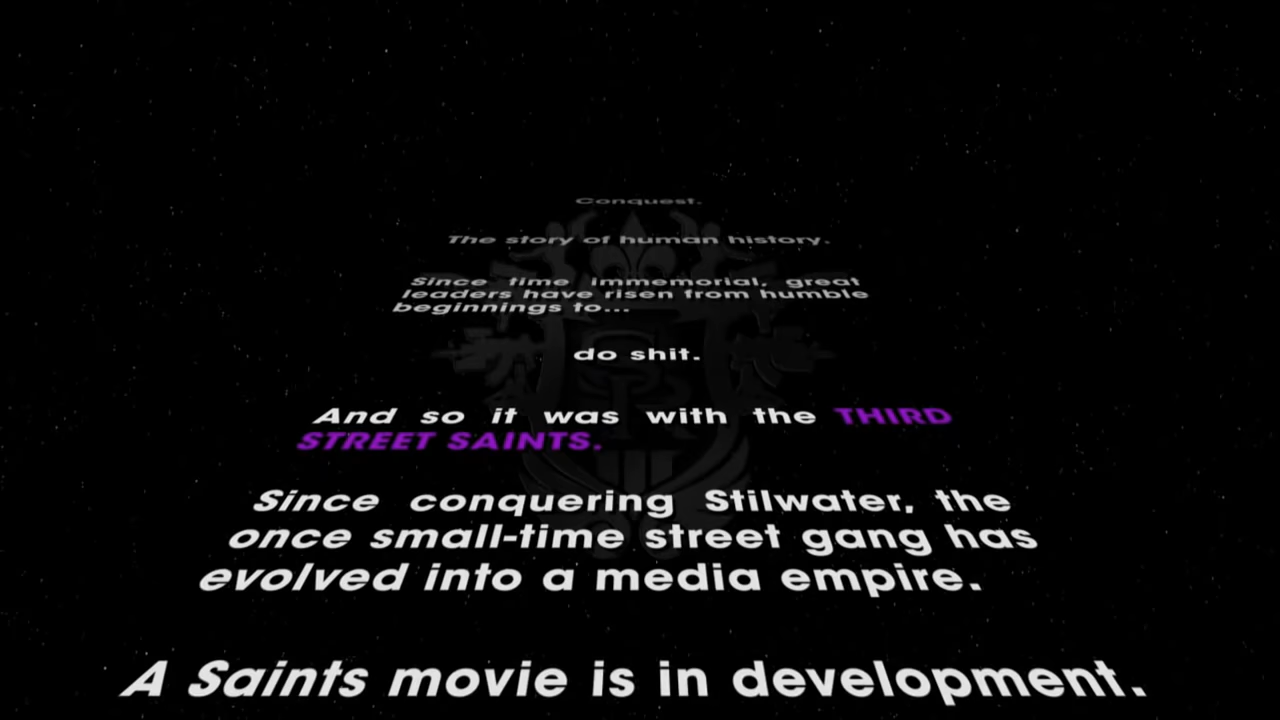 Conquest.
The story of human history.
Since time immemorial, great
leaders have risen from humble
beginnings to...
do shit.
And so it was with the THIRD
STREET SAINTS.
Since conquering Stilwater, the
once small-time street gang has
evolved into a media empire.
A Saints movie is in development.